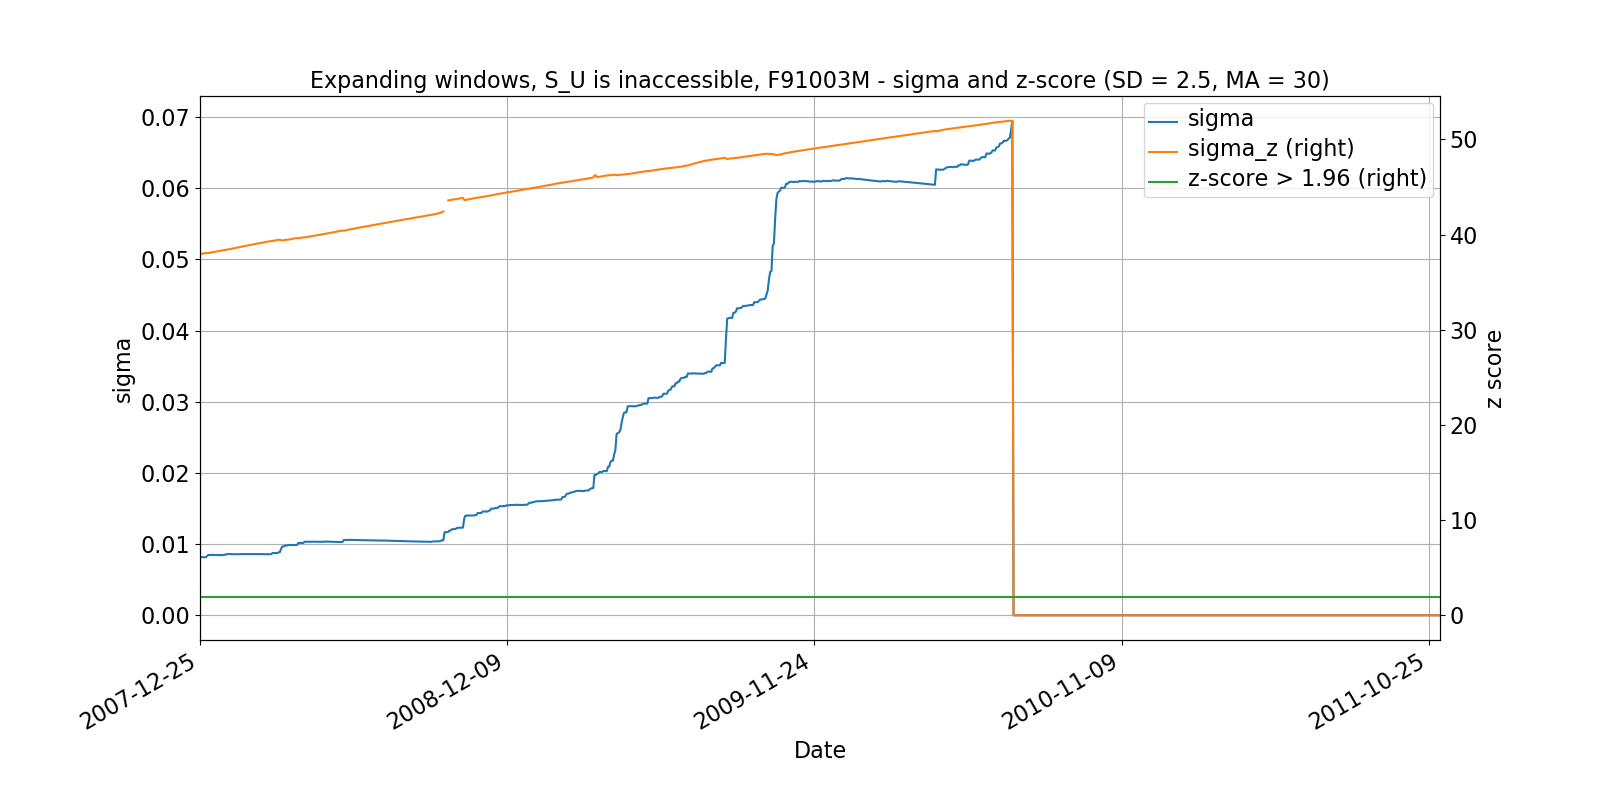 Expanding windows, S_U is inaccessible, F91003M - sigma and z-score (SD = 2.5, MA = 30)
sigma
sigma_z (right)
z-score > 1.96 (right)
0.07
0.06
0.05
0.04
0.03
0.02
0.01
0.00
sigma
50
40
30
20
10
0
z score
2007-12-25
2008-12-09
2009-11-24
2010-11-09
2011-10-25
Date